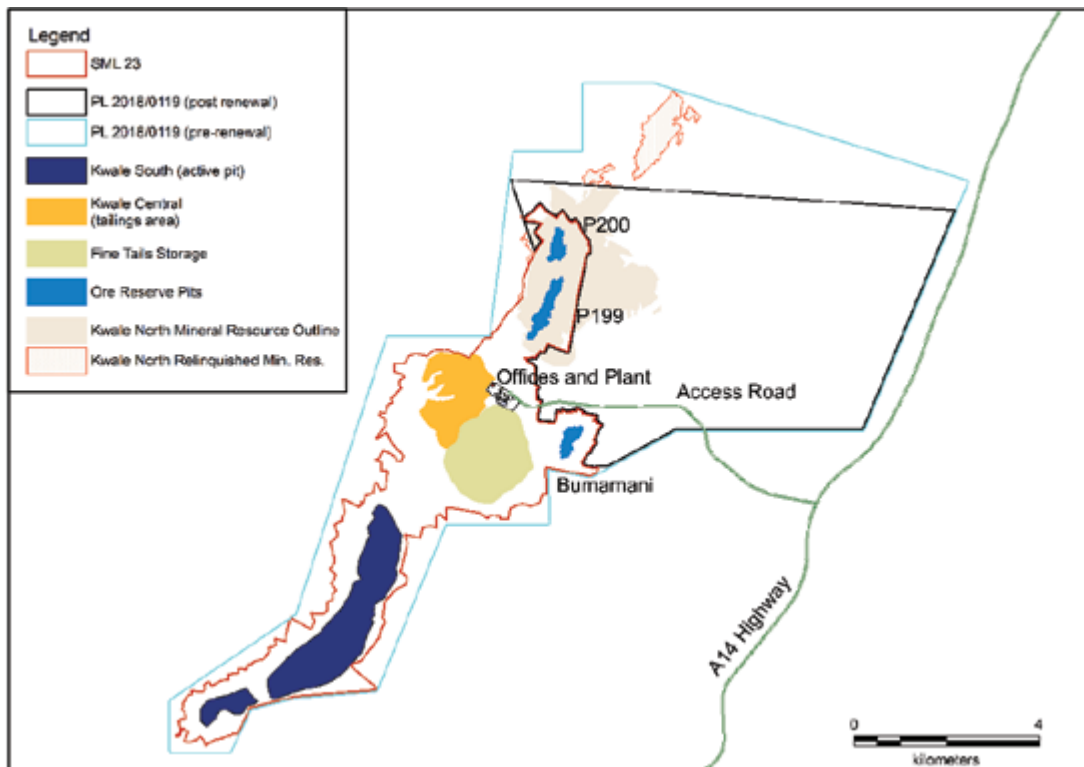 Legend
SML 23
PL 2018/0119 (post renewal)
PL 2018/0119 (pre-renewal)
Kwale South (active pit)
Kwale Central
(tailings area)
Fine Tails Storage
Ore Reserve Pits
Kwale North Mineral Resource Outline
Kwale North Relinquished Min. Res.
P200
P199
Offices and Plant
Access Road
Bumamani
A14 Highway
0 4
kilometers